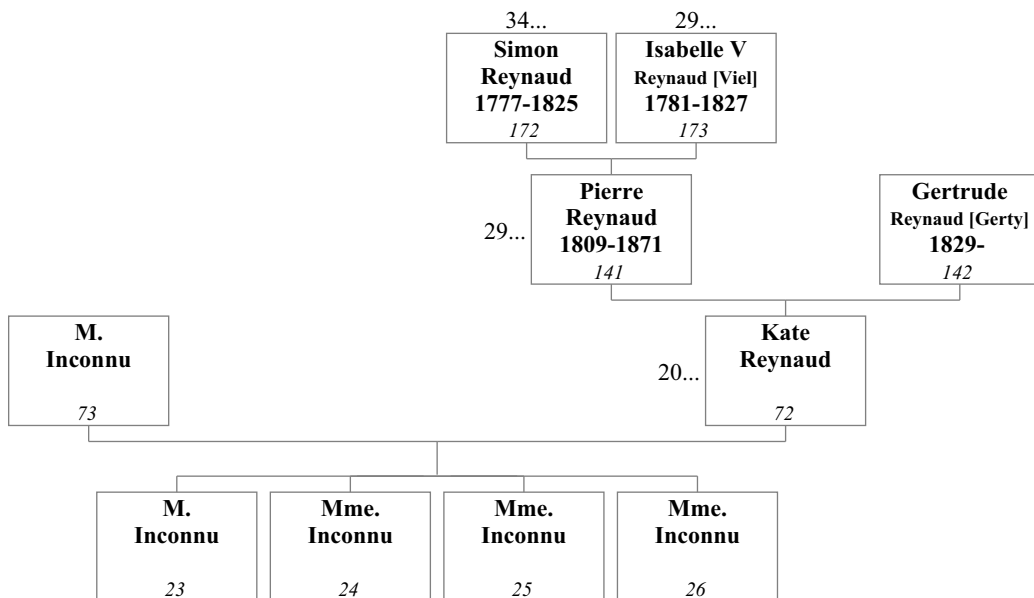 34...
29...
Simon
Reynaud
1777-1825
172
Isabelle V
Reynaud [Viel]
1781-1827
173
29...
Pierre
Reynaud
1809-1871
141
Gertrude
Reynaud [Gerty]
1829-
142
M.
Inconnu
73
20...
Kate
Reynaud
72
M.
Inconnu
23
Mme.
Inconnu
24
Mme.
Inconnu
25
Mme.
Inconnu
26